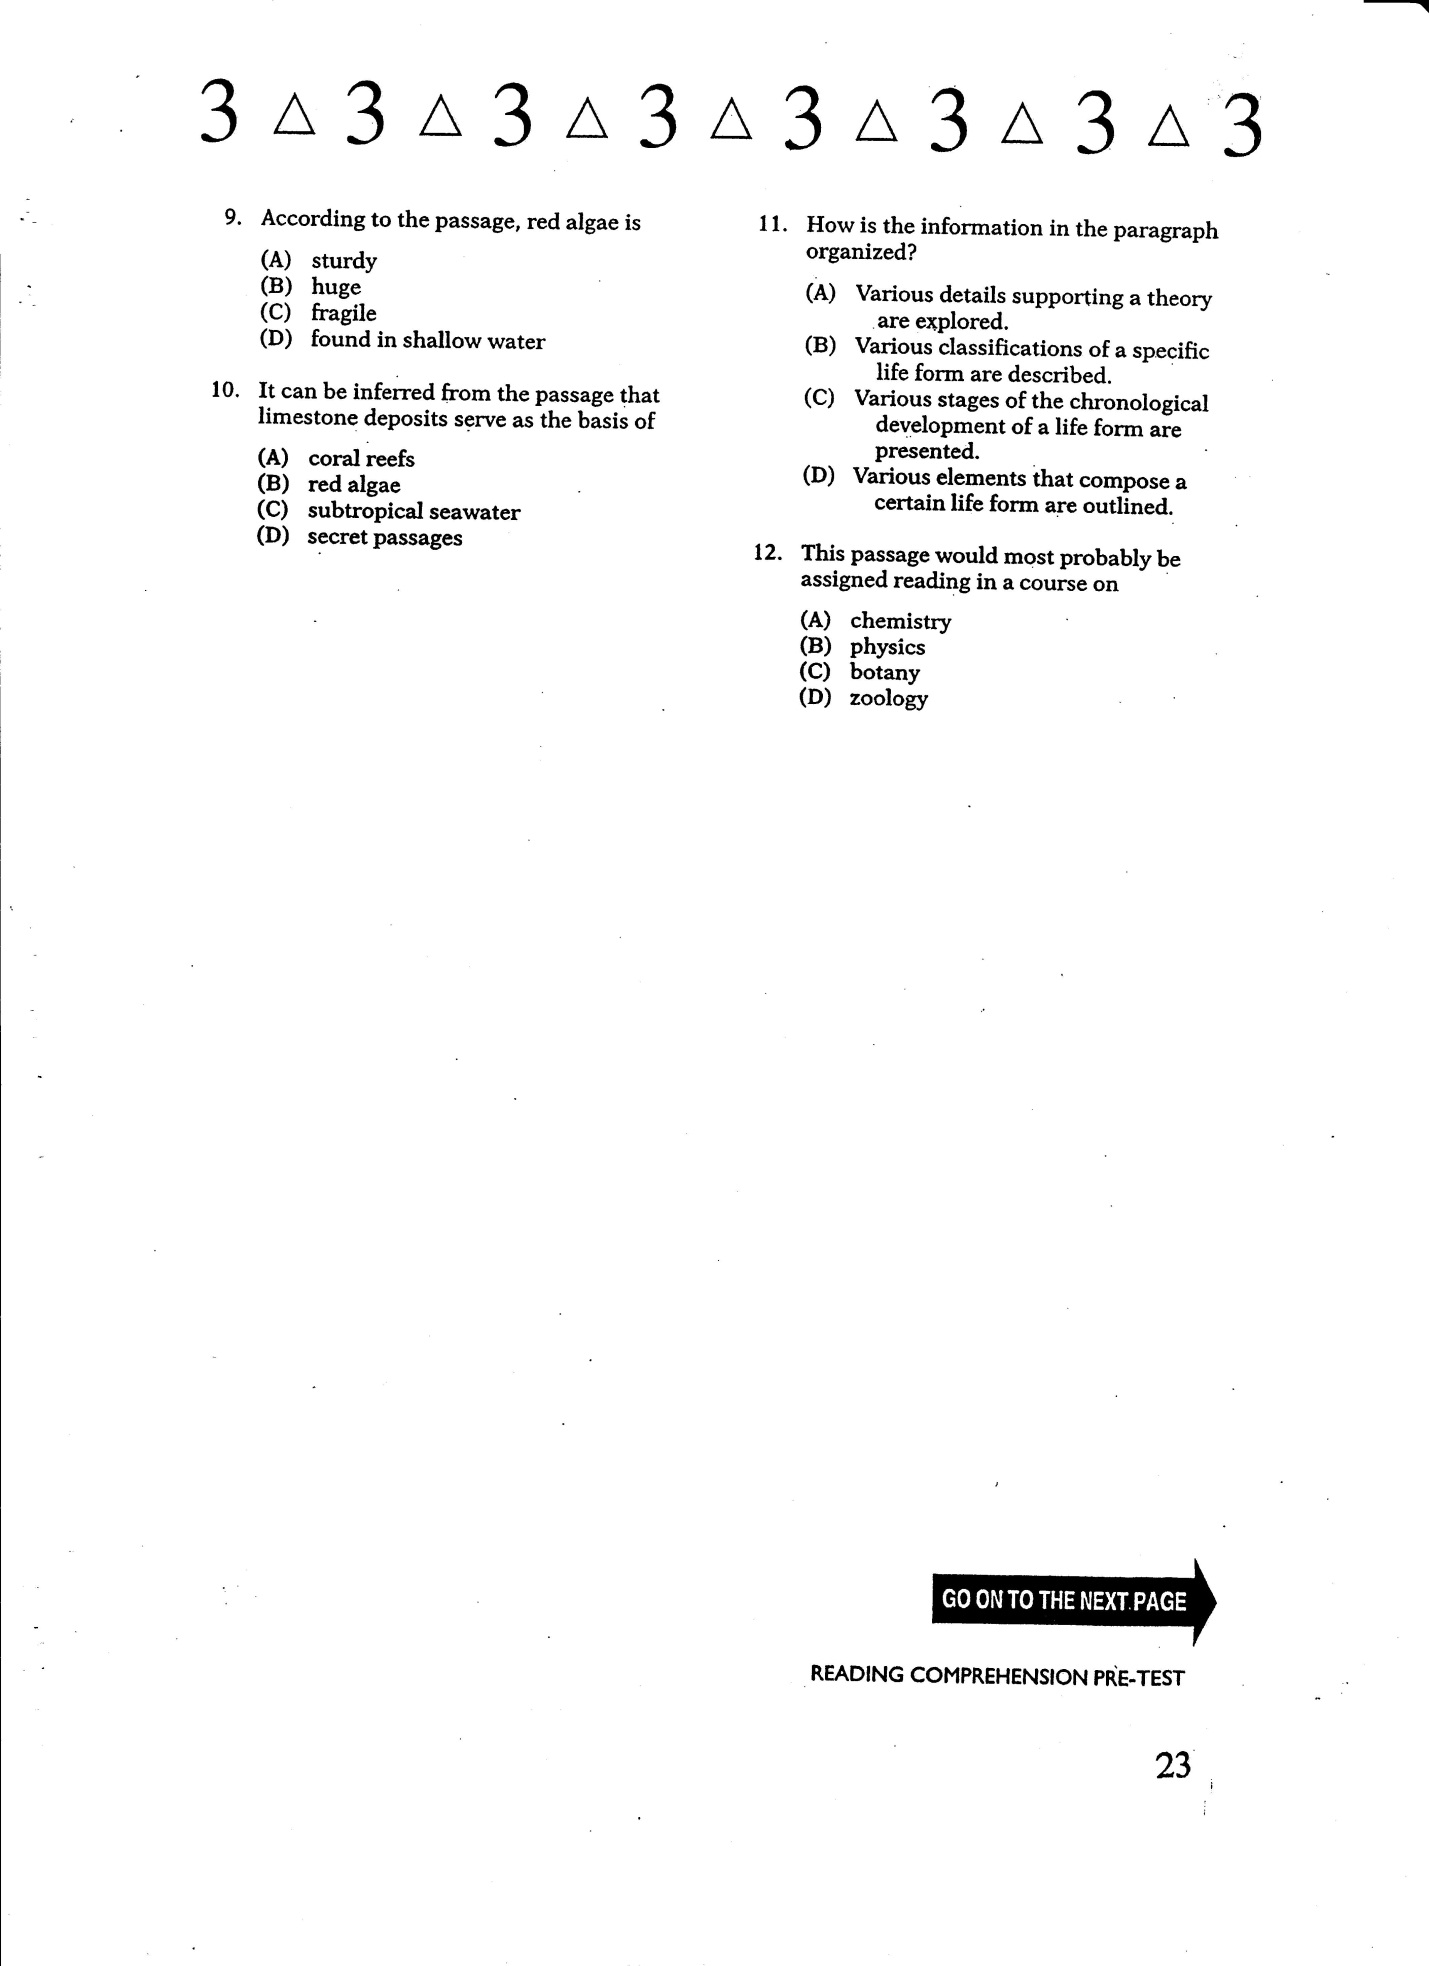 3 △ 3 △ 3 △ 3 △ 3 △ 3 △ 3 △ 3
9. According to the passage, red algae is
(A) sturdy
(B) huge
(C) fragile
(D) found in shallow water
10. It can be inferred from the passage that
limestone deposits serve as the basis of
(A) coral reefs
(B) red algae
(C) subtropical seawater
(D) secret passages
11. How is the information in the paragraph
organized?
(A) Various details supporting a theory
are explored.
(B) Various classifications of a specific
life form are described.
(C) Various stages of the chronological
development of a life form are
presented.
(D) Various elements that compose a
certain life form are outlined.
12. This passage would most probably be
assigned reading in a course on
(A) chemistry
(B) physics
(C) botany
(D) zoology
GO ON TO THE NEXT PAGE
READING COMPREHENSION PRE-TEST
23